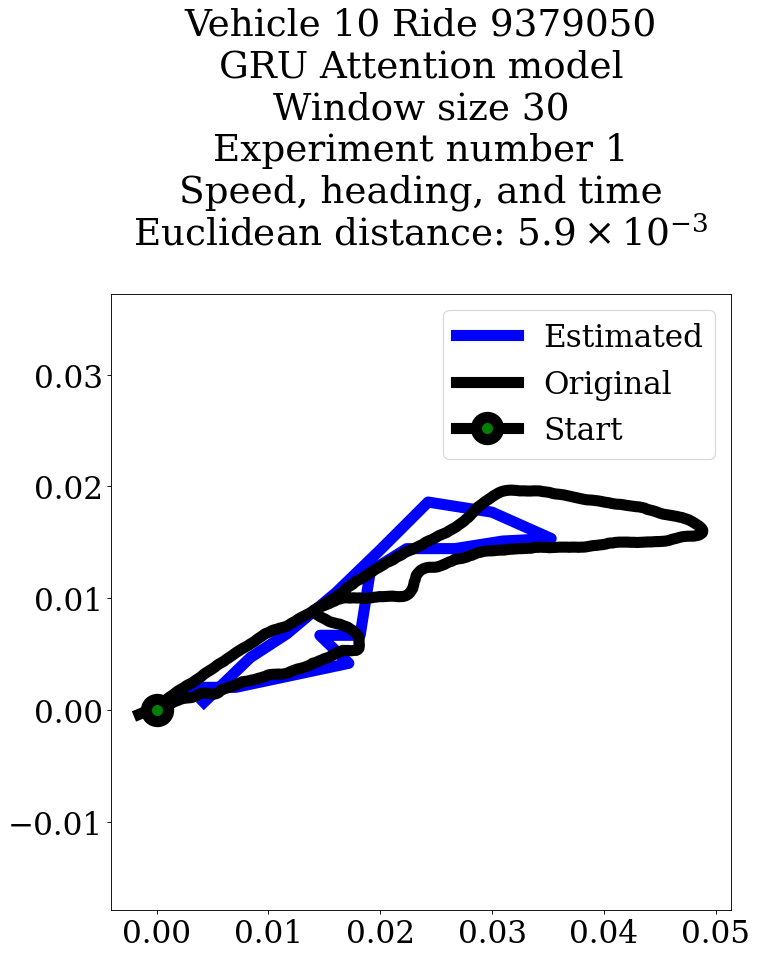 Vehicle 10 Ride 9379050
GRU Attention model
Window size 30
Experiment number 1
Speed, heading, and time
Euclidean distance: 5.9 × 10⁻³
Estimated
Original
Start
0.03
0.02
0.01
0.00
−0.01
0.00 0.01 0.02 0.03 0.04 0.05